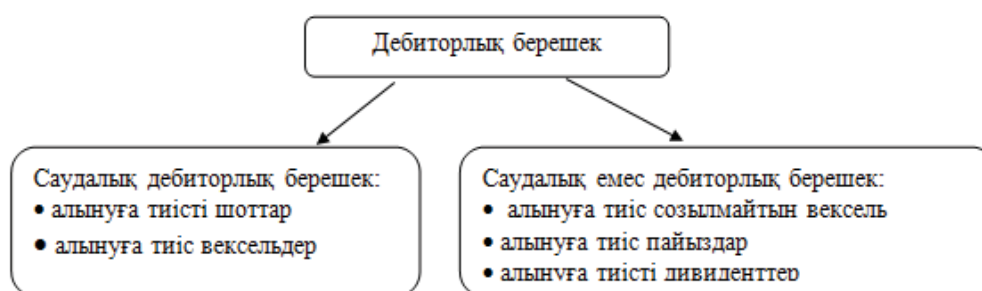 Дебиторлық берешек
Саудалық дебиторлық берешек:
• алынуға тиісті шоттар
• алынуға тиіс вексельдер
Саудалық емес дебиторлық берешек:
• алынуға тиіс созылмайтын вексель
• алынуға тиіс пайыздар
• алынуға тиісті дивиденттер